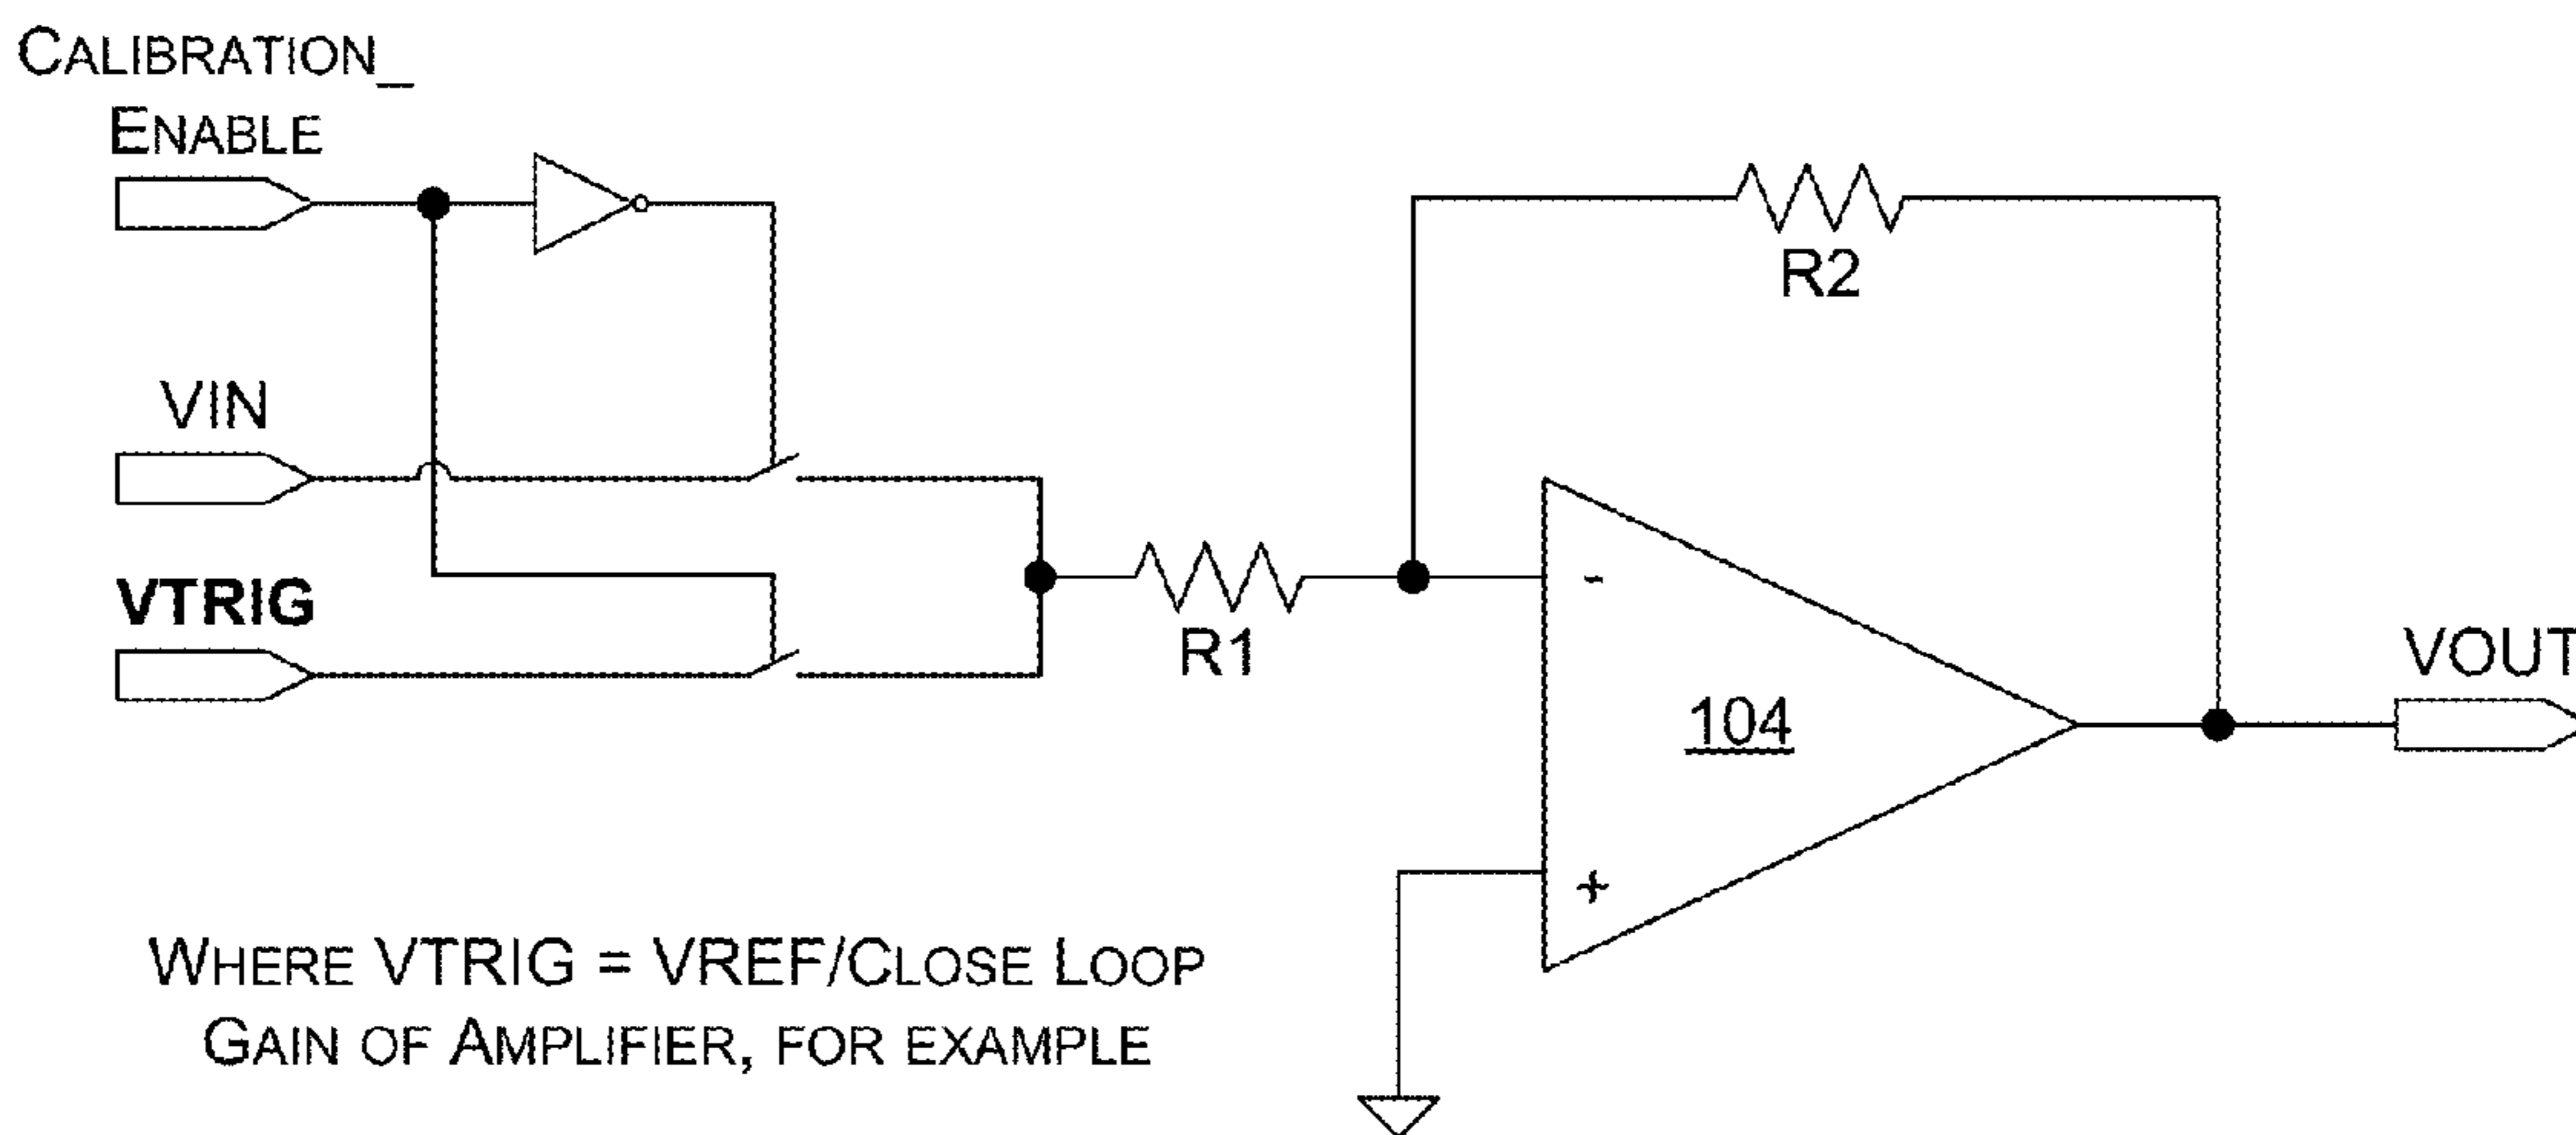 CALIBRATION_
ENABLE
R2
VIN
VTRIG
R1
VOUT
104
-
+
WHERE VTRIG = VREF/CLOSE LOOP
GAIN OF AMPLIFIER, FOR EXAMPLE